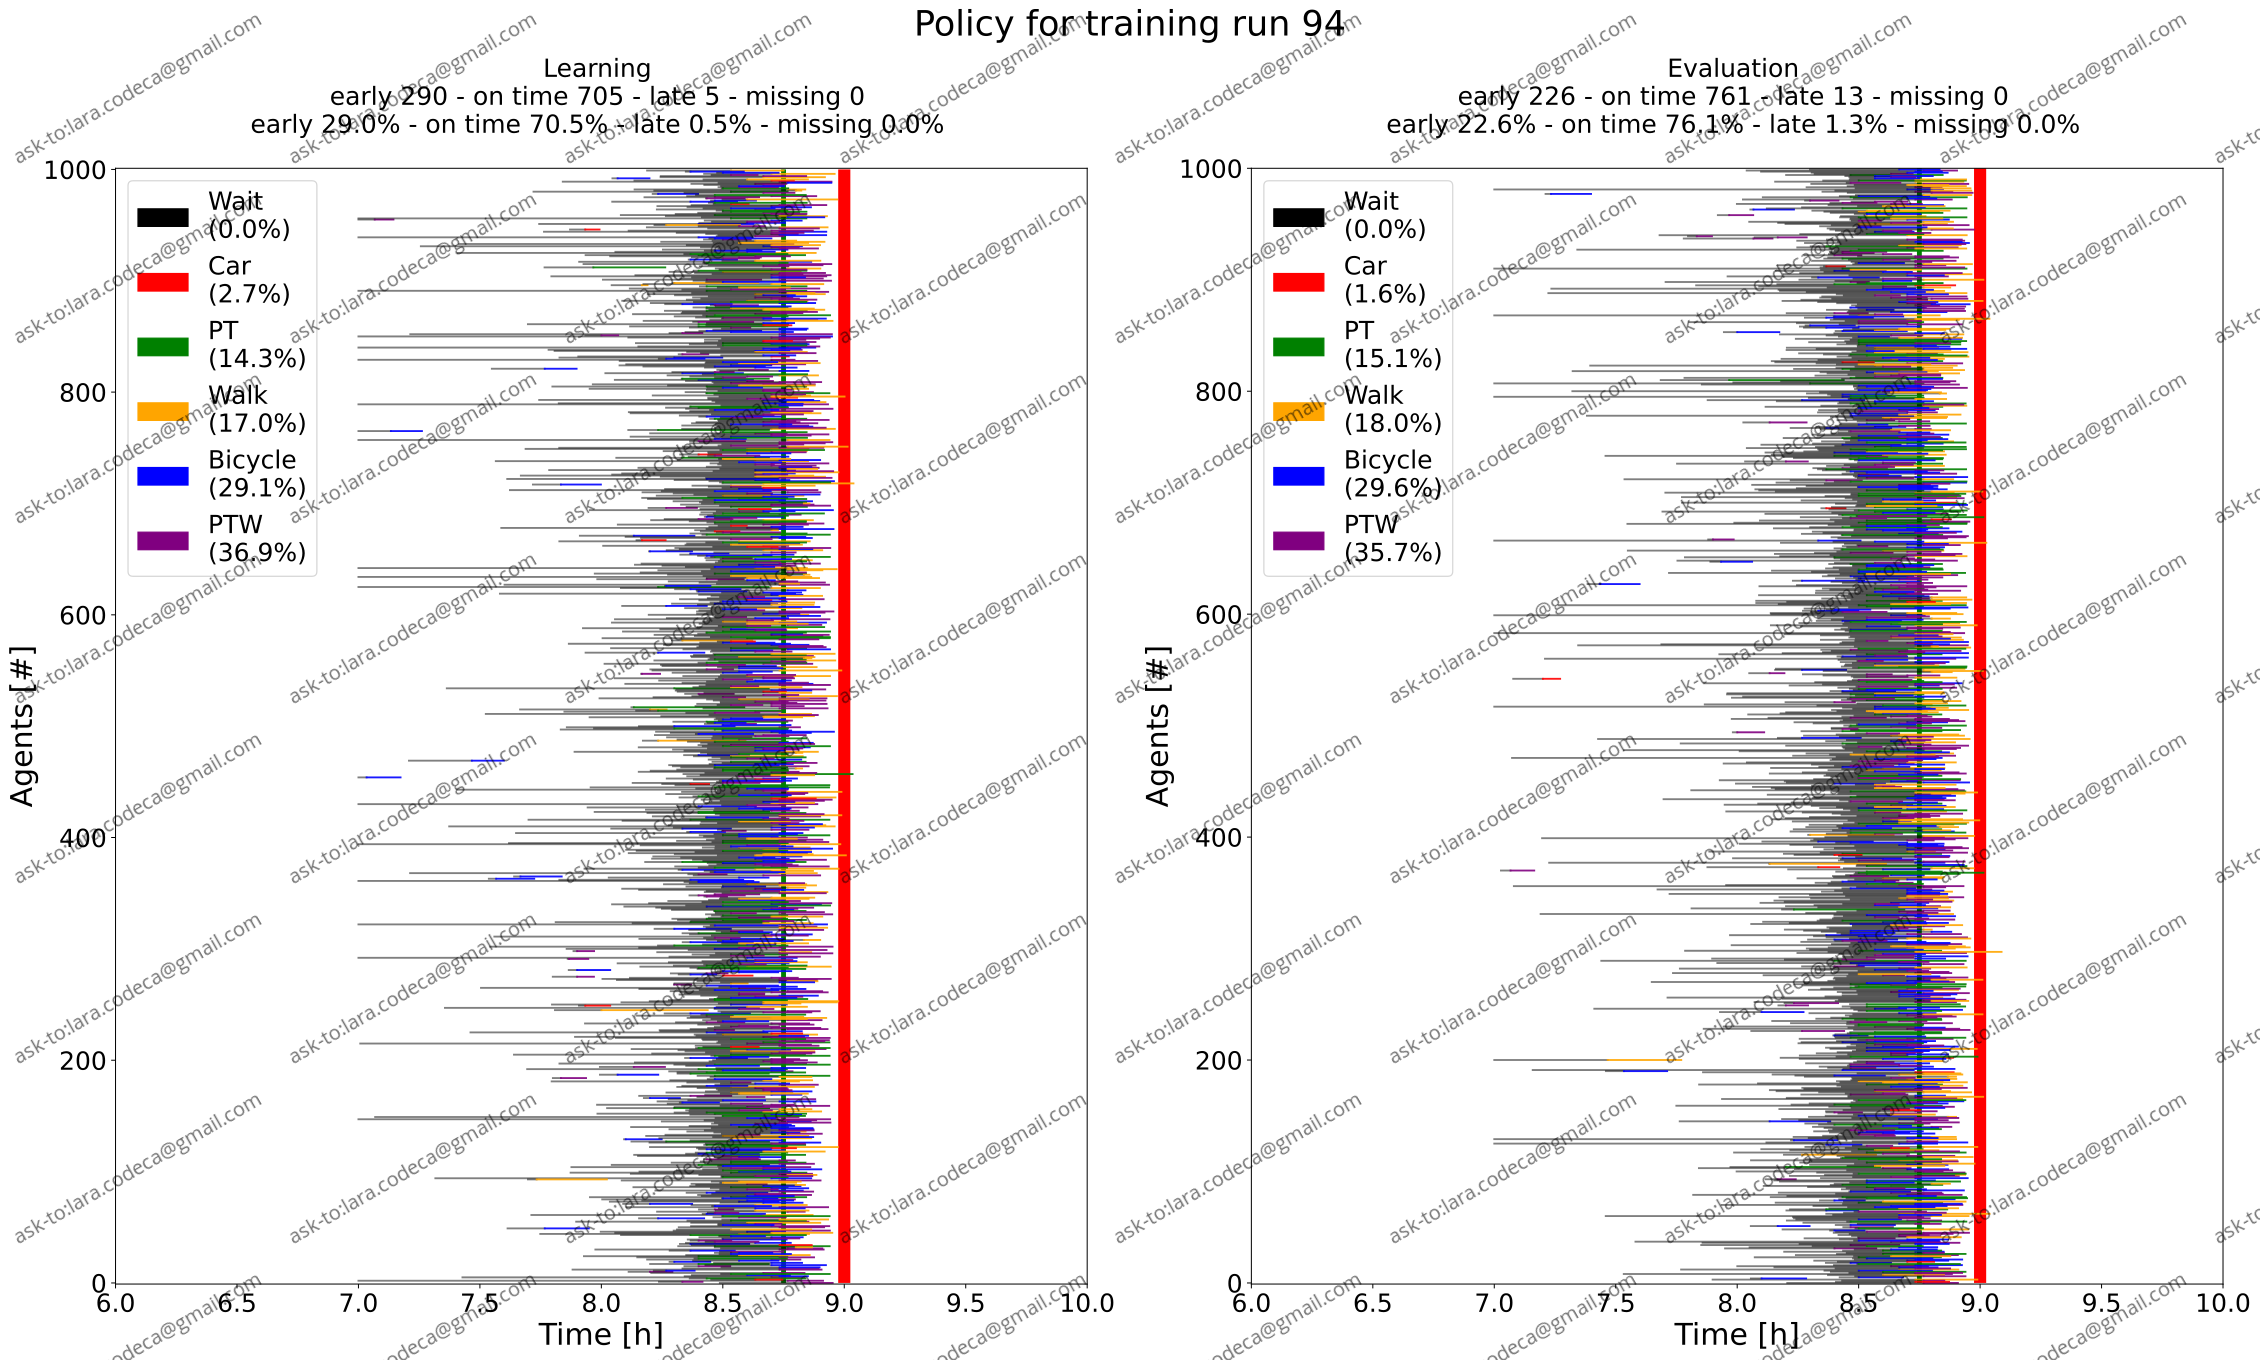 Policy for training run 94
Learning
early 290 - on time 705 - late 5 - missing 0
early 29.0% - on time 70.5% - late 0.5% - missing 0.0%
Wait
(0.0%)
Car
(2.7%)
PT
(14.3%)
Walk
(17.0%)
Bicycle
(29.1%)
PTW
(36.9%)
1000
800
600
400
200
0
Agents [#]
6.0 6.5 7.0 7.5 8.0 8.5 9.0 9.5 10.0
Time [h]
Evaluation
early 226 - on time 761 - late 13 - missing 0
early 22.6% - on time 76.1% - late 1.3% - missing 0.0%
Wait
(0.0%)
Car
(1.6%)
PT
(15.1%)
Walk
(18.0%)
Bicycle
(29.6%)
PTW
(35.7%)
1000
800
600
400
200
0
Agents [#]
6.0 6.5 7.0 7.5 8.0 8.5 9.0 9.5 10.0
Time [h]
ask-to:lara.codeca@gmail.com